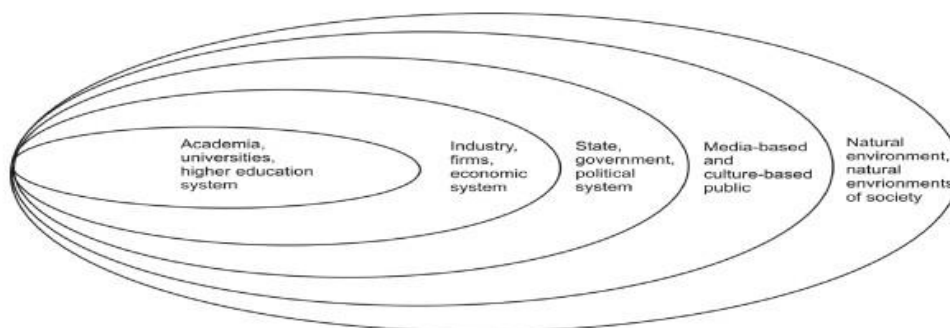 Academia,
universities,
higher education
system
Industry,
firms,
economic
system
State,
government,
political
system
Media-based
and
culture-based
public
Natural
environment,
natural
envrionments
of society